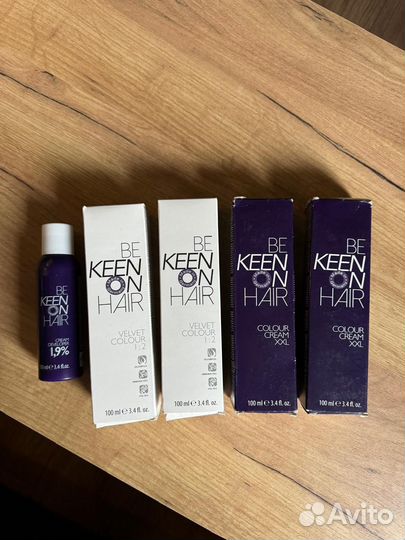 BE
KEEN
ON
HAIR
CREAM
DEVELOPER
1,9%
ml ℮ 3.4 fl. oz.
BE
KEEN
ON
HAIR
VELVET
COLOUR
1:2
100 ml ℮ 3.4 fl. oz.
BE
KEEN
ON
HAIR
VELVET
COLOUR
1:2
100 ml ℮ 3.4 fl. oz.
BE
KEEN
ON
HAIR
COLOUR
CREAM
XXL
100 ml ℮ 3.4 fl. oz.
BE
KEEN
ON
HAIR
COLOUR
CREAM
XXL
100 ml ℮ 3.4 fl. oz.
Avito